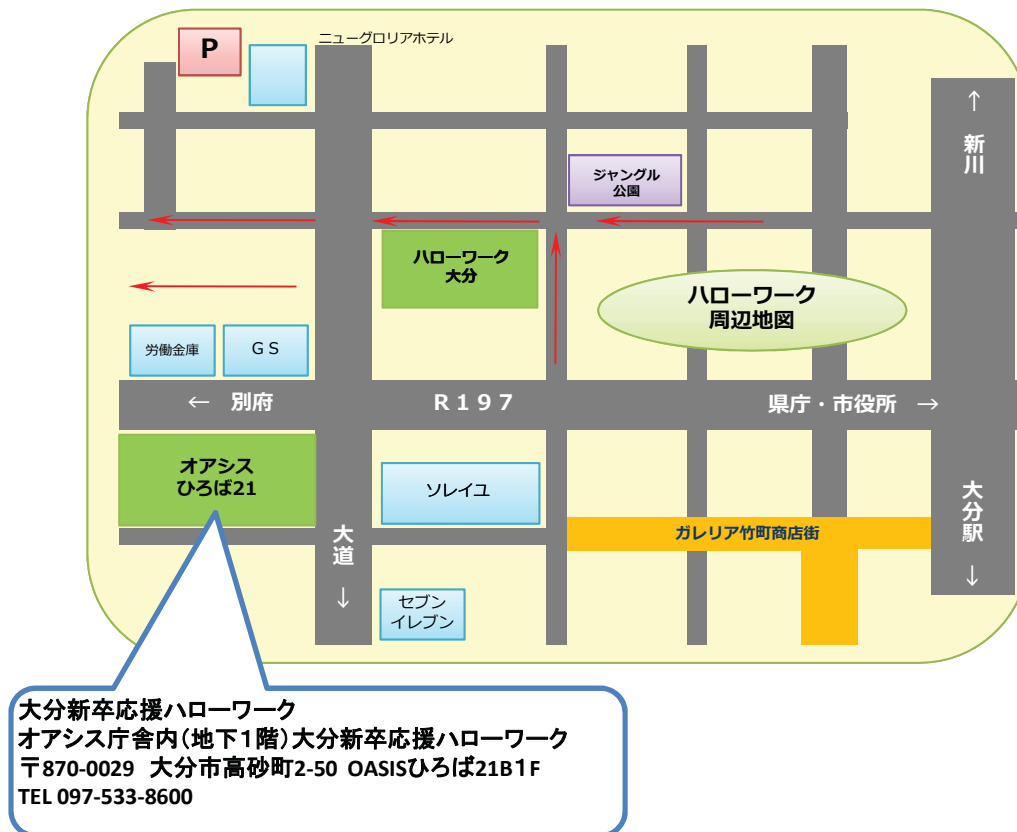 ニューグロリアホテル
P
↑
新川
ジャングル
公園
ハローワーク
大分
ハローワーク
周辺地図
労働金庫
GS
← 別府
R197
県庁・市役所 →
オアシス
ひろば21
ソレイユ
大道
↓
ガレリア竹町商店街
大分駅
↓
セブン
イレブン
大分新卒応援ハローワーク
オアシス庁舎内(地下1階)大分新卒応援ハローワーク
〒870-0029 大分市高砂町2-50 OASISひろば21B1F
TEL 097-533-8600